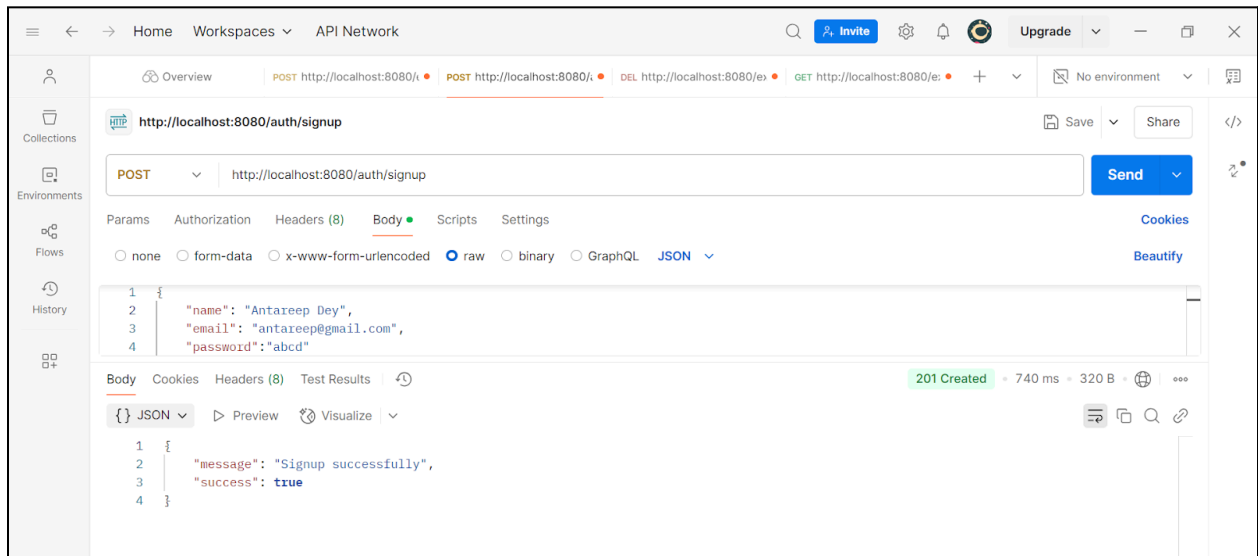 Home Workspaces API Network Invite Upgrade
Overview POST http://localhost:8080/ POST http://localhost:8080/ DEL http://localhost:8080/ex GET http://localhost:8080/e: No environment
HTTP http://localhost:8080/auth/signup Save Share
Collections
POST http://localhost:8080/auth/signup Send
Environments
Params Authorization Headers (8) Body Scripts Settings Cookies
Flows
none form-data x-www-form-urlencoded raw binary GraphQL JSON Beautify
History
1 {
2 "name": "Antareep Dey",
3 "email": "antareep@gmail.com",
4 "password":"abcd"
Body Cookies Headers (8) Test Results 201 Created 740 ms 320 B
{} JSON Preview Visualize
1 {
2 "message": "Signup successfully",
3 "success": true
4 }